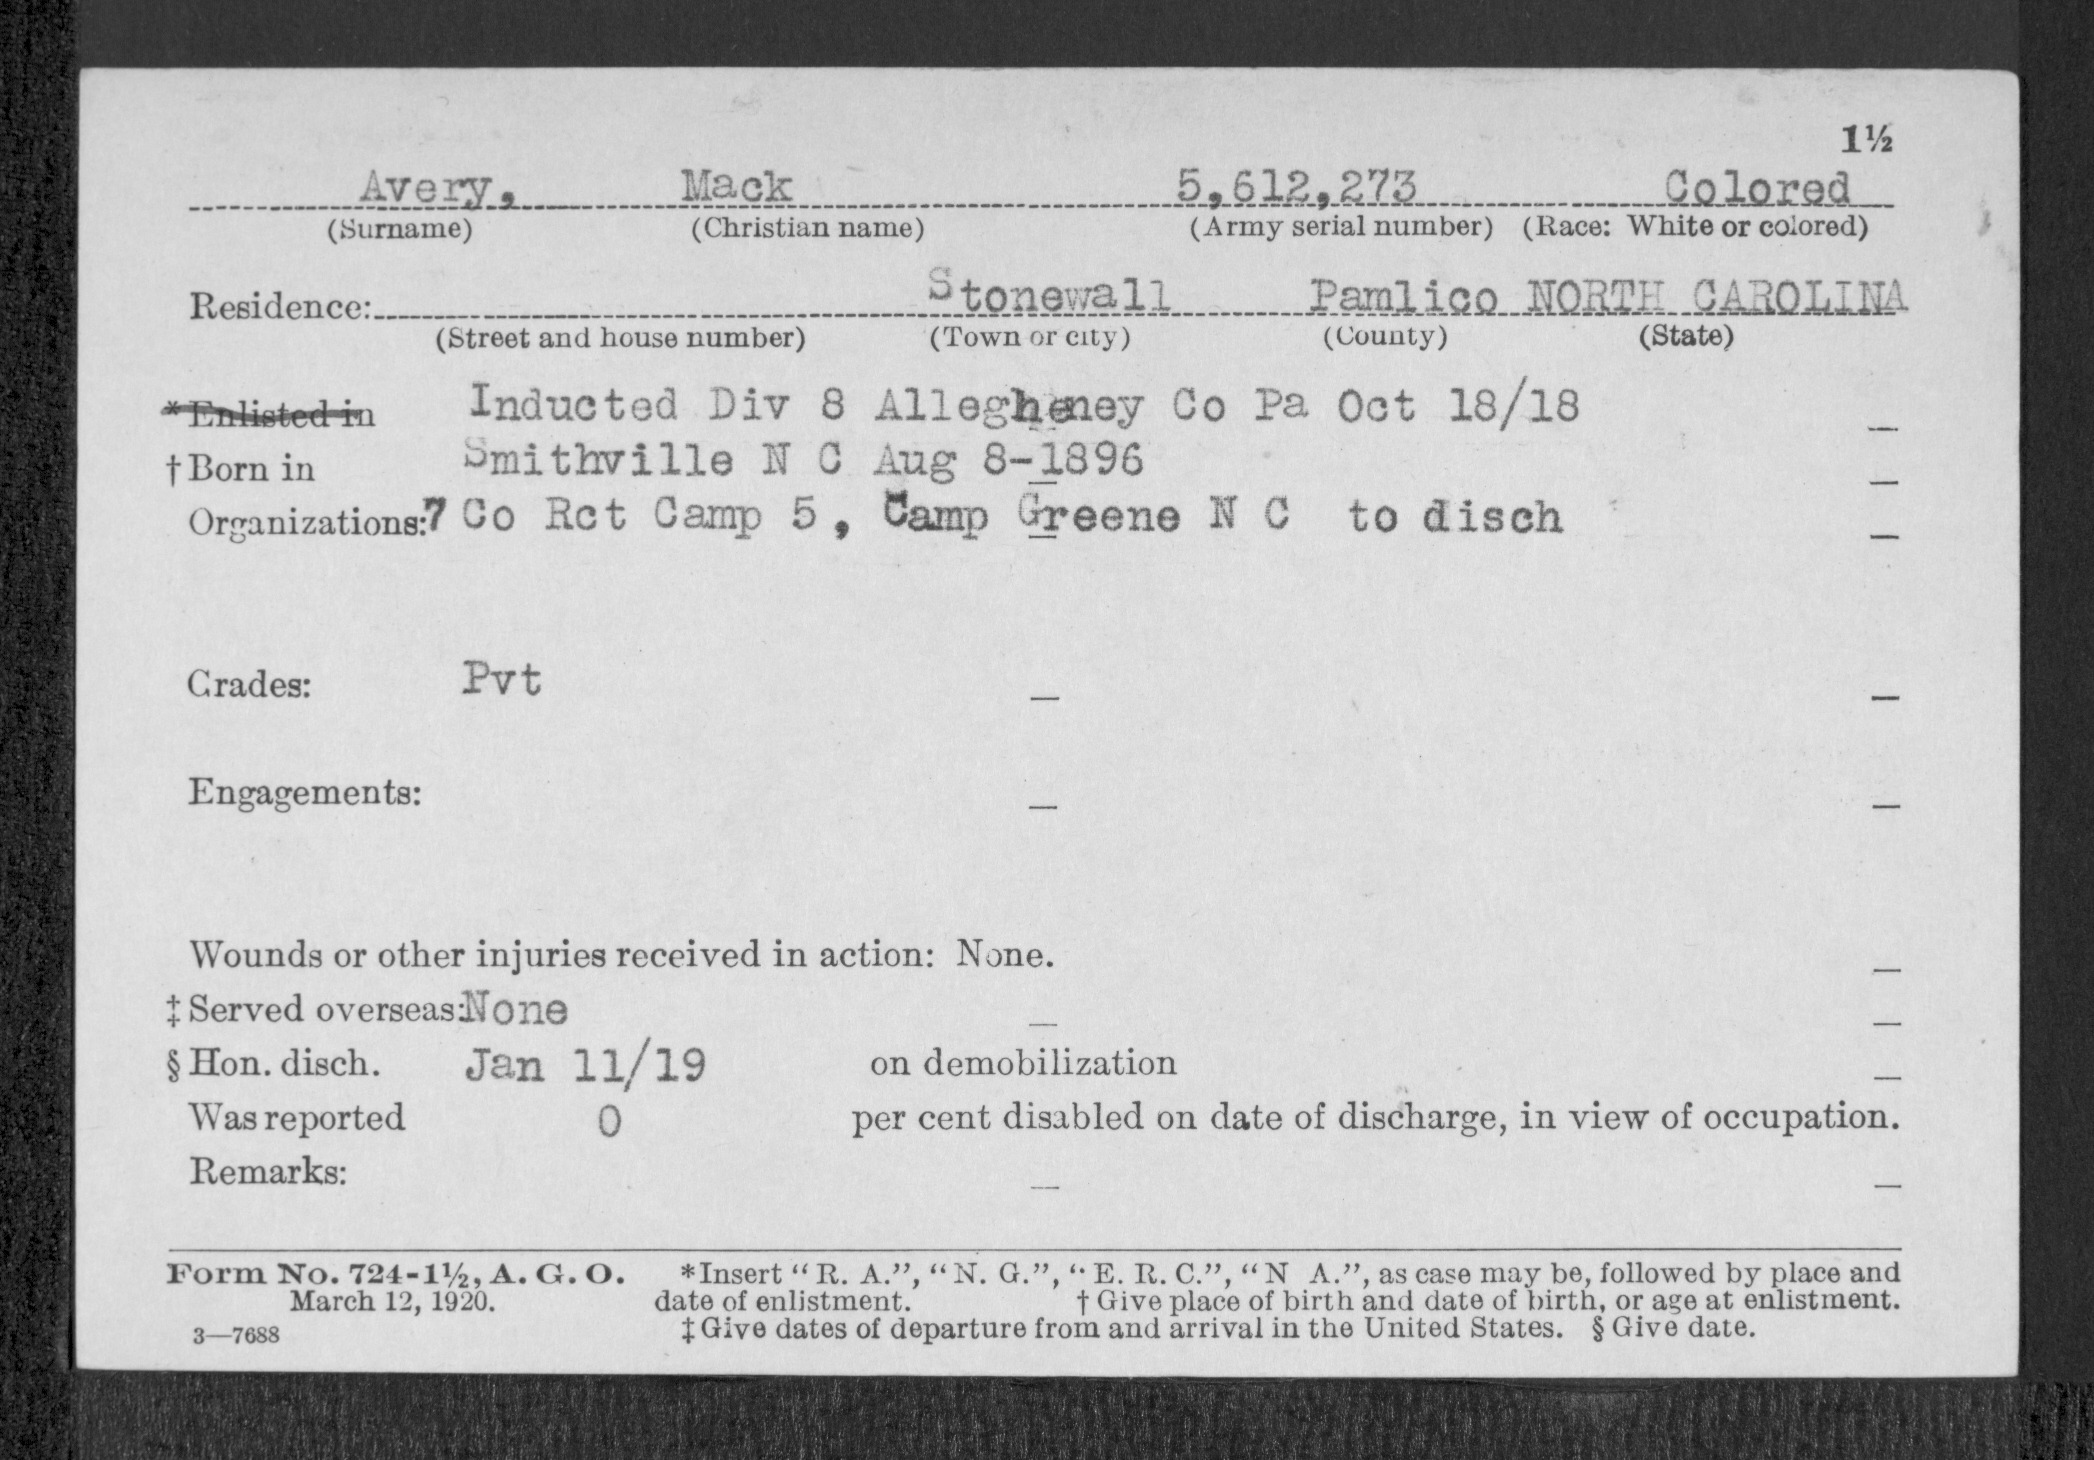 1½
Avery, Mack 5,612,273 Colored
(Surname) (Christian name) (Army serial number) (Race: White or colored)
Residence: Stonewall Pamlico NORTH CAROLINA
(Street and house number) (Town or city) (County) (State)
*Enlisted in Inducted Div 8 Allegheney Co Pa Oct 18/18 _
†Born in Smithville N C Aug 8-1896 _
Organizations: 7 Co Rct Camp 5, Camp Greene N C to disch _
Grades: Pvt _ _
Engagements: _ _
Wounds or other injuries received in action: None. _
‡Served overseas: None _ _
§Hon. disch. Jan 11/19 on demobilization _
Was reported 0 per cent disabled on date of discharge, in view of occupation.
Remarks: _ _
Form No. 724-1½, A. G. O. *Insert "R. A.", "N. G.", "E. R. C.", "N A.", as case may be, followed by place and
March 12, 1920. date of enlistment. †Give place of birth and date of birth, or age at enlistment.
3—7688 ‡Give dates of departure from and arrival in the United States. §Give date.